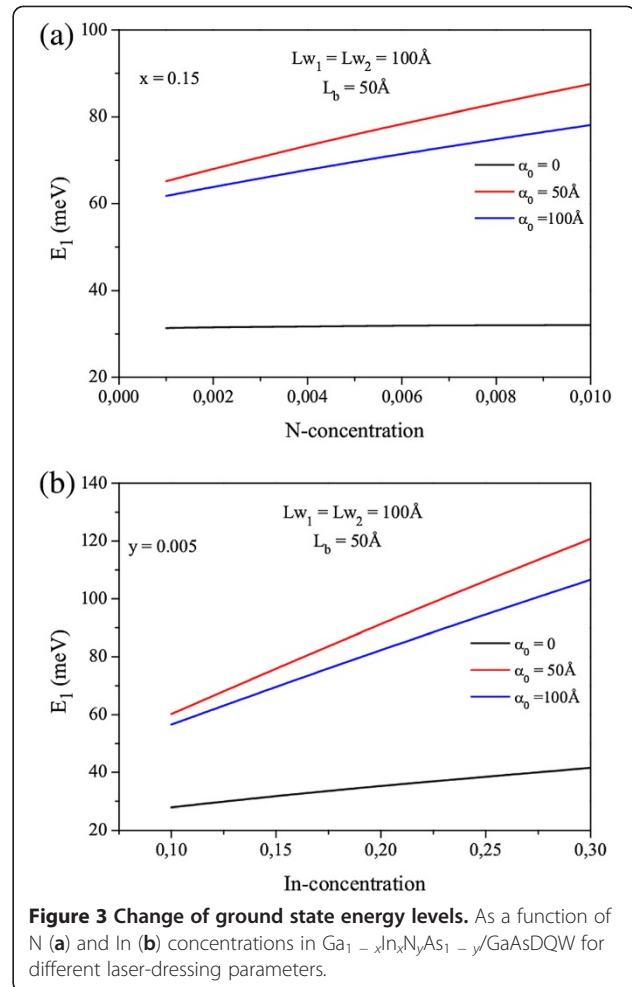 (a)
100
80
60
40
20
E₁ (meV)
x = 0.15
Lw₁ = Lw₂ = 100Å
L_b = 50Å
α₀ = 0
α₀ = 50Å
α₀ =100Å
0,000 0,002 0,004 0,006 0,008 0,010
N-concentration
(b)
140
120
100
80
60
40
20
E₁ (meV)
y = 0.005
Lw₁ = Lw₂ = 100Å
L_b = 50Å
α₀ = 0
α₀ = 50Å
α₀ =100Å
0,10 0,15 0,20 0,25 0,30
In-concentration
Figure 3 Change of ground state energy levels. As a function of
N (a) and In (b) concentrations in Ga₁ ₋ ₓInₓNᵧAs₁ ₋ ᵧ/GaAsDQW for
different laser-dressing parameters.